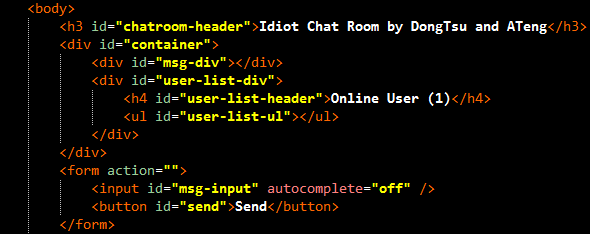 <body>
<h3 id="chatroom-header">Idiot Chat Room by DongTsu and ATeng</h3>
<div id="container">
<div id="msg-div"></div>
<div id="user-list-div">
<h4 id="user-list-header">Online User (1)</h4>
<ul id="user-list-ul"></ul>
</div>
</div>
<form action="">
<input id="msg-input" autocomplete="off" />
<button id="send">Send</button>
</form>